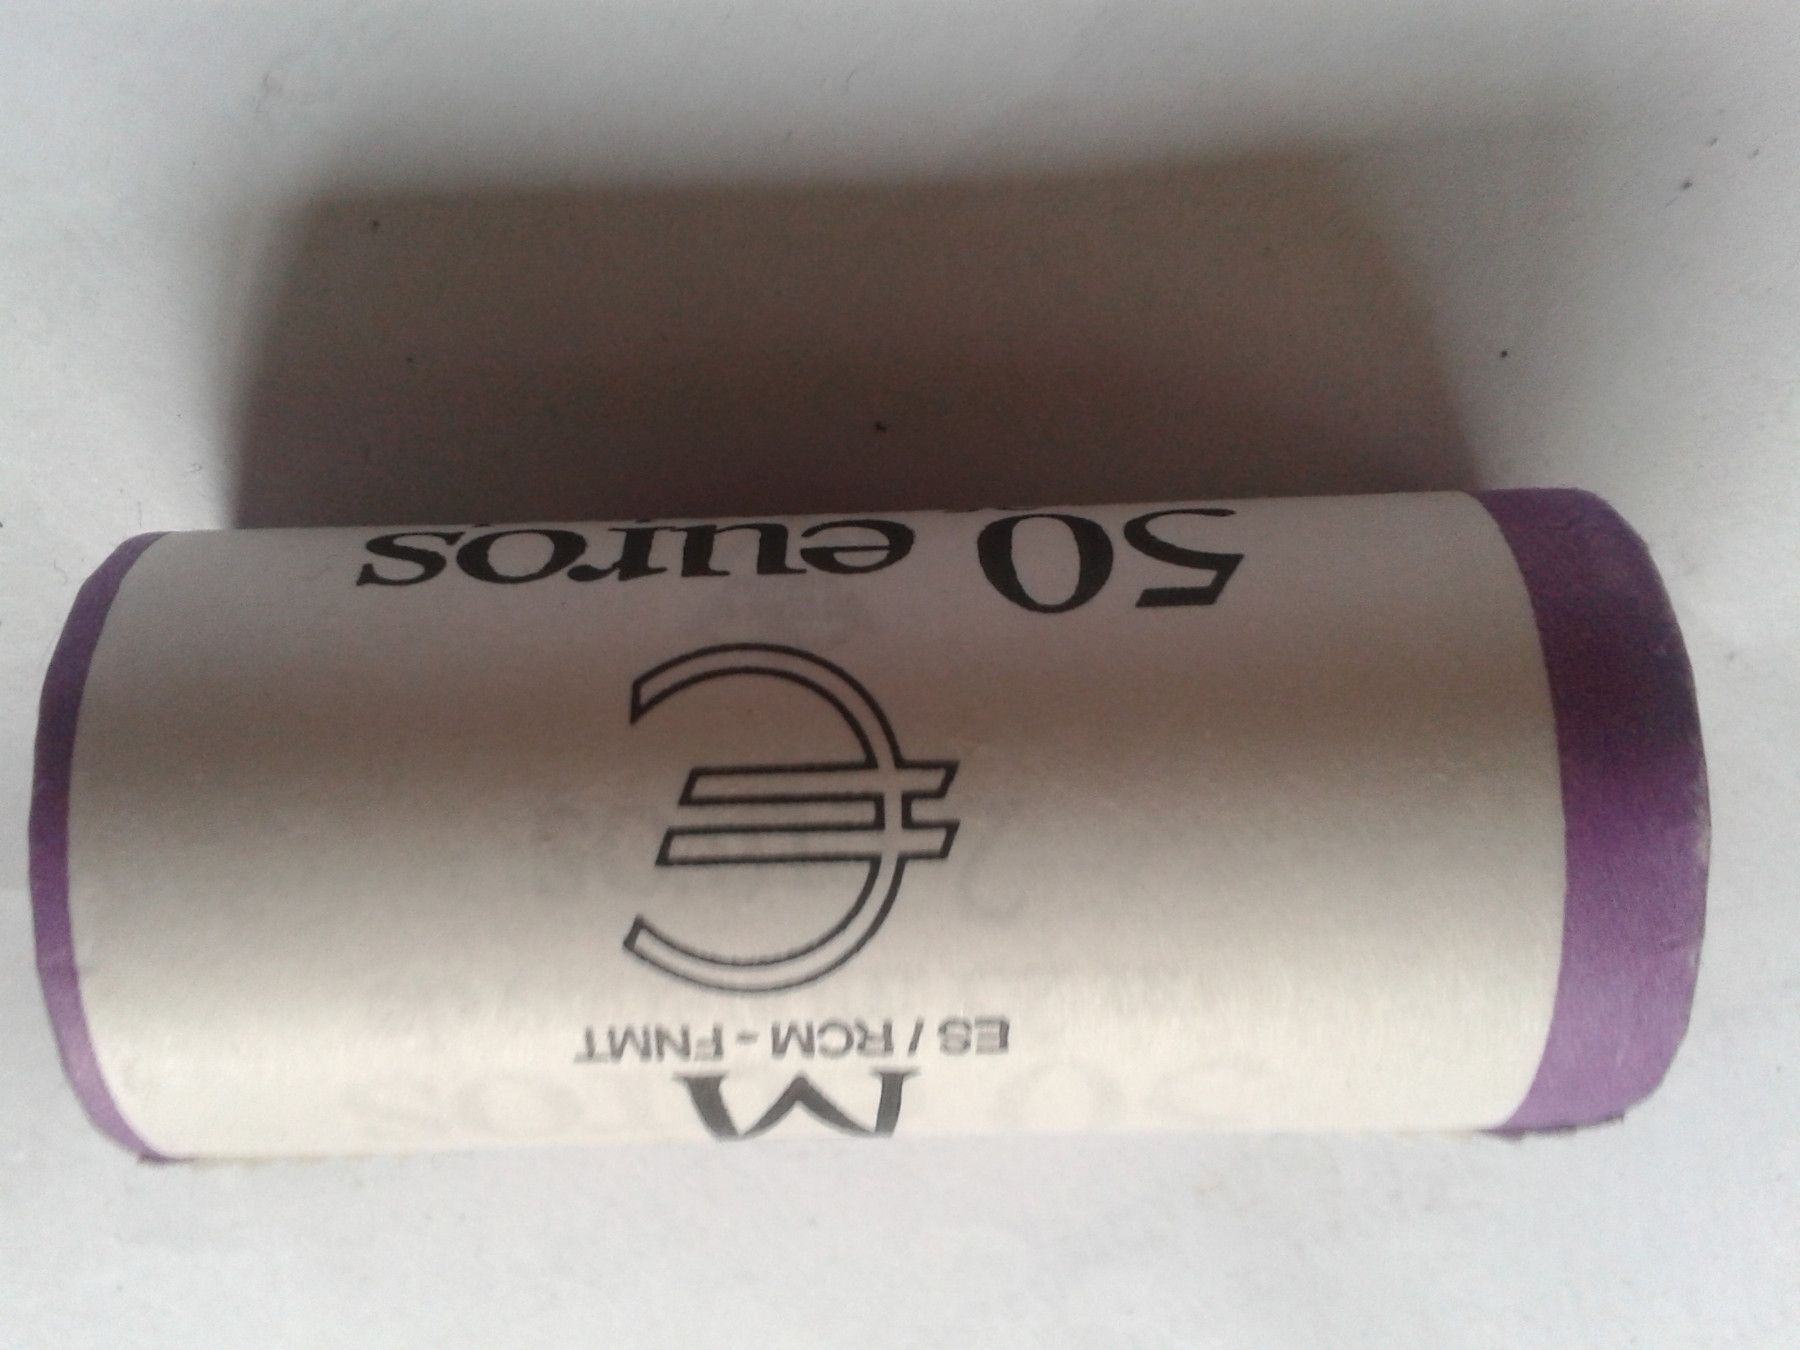 M
ES / RCM - FNMT
€
50 euros